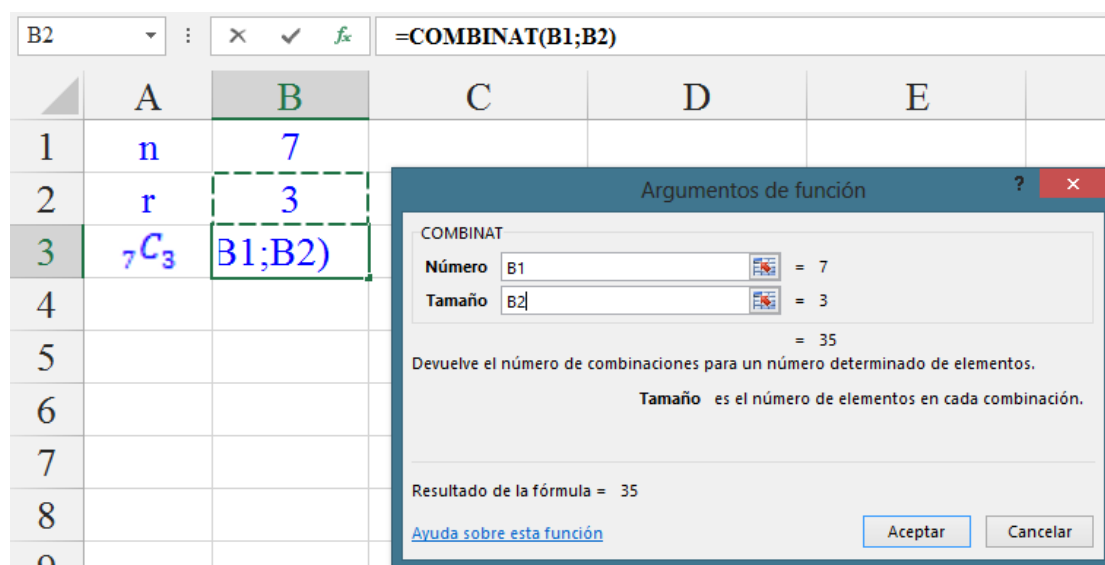 B2 fx =COMBINAT(B1;B2)
A B C D E
1 n 7
2 r 3
3 ₇C₃ B1;B2)
4
5
6
7
8
9
Argumentos de función ? ×
COMBINAT
Número B1 = 7
Tamaño B2 = 3
= 35
Devuelve el número de combinaciones para un número determinado de elementos.
Tamaño es el número de elementos en cada combinación.
Resultado de la fórmula = 35
Ayuda sobre esta función Aceptar Cancelar